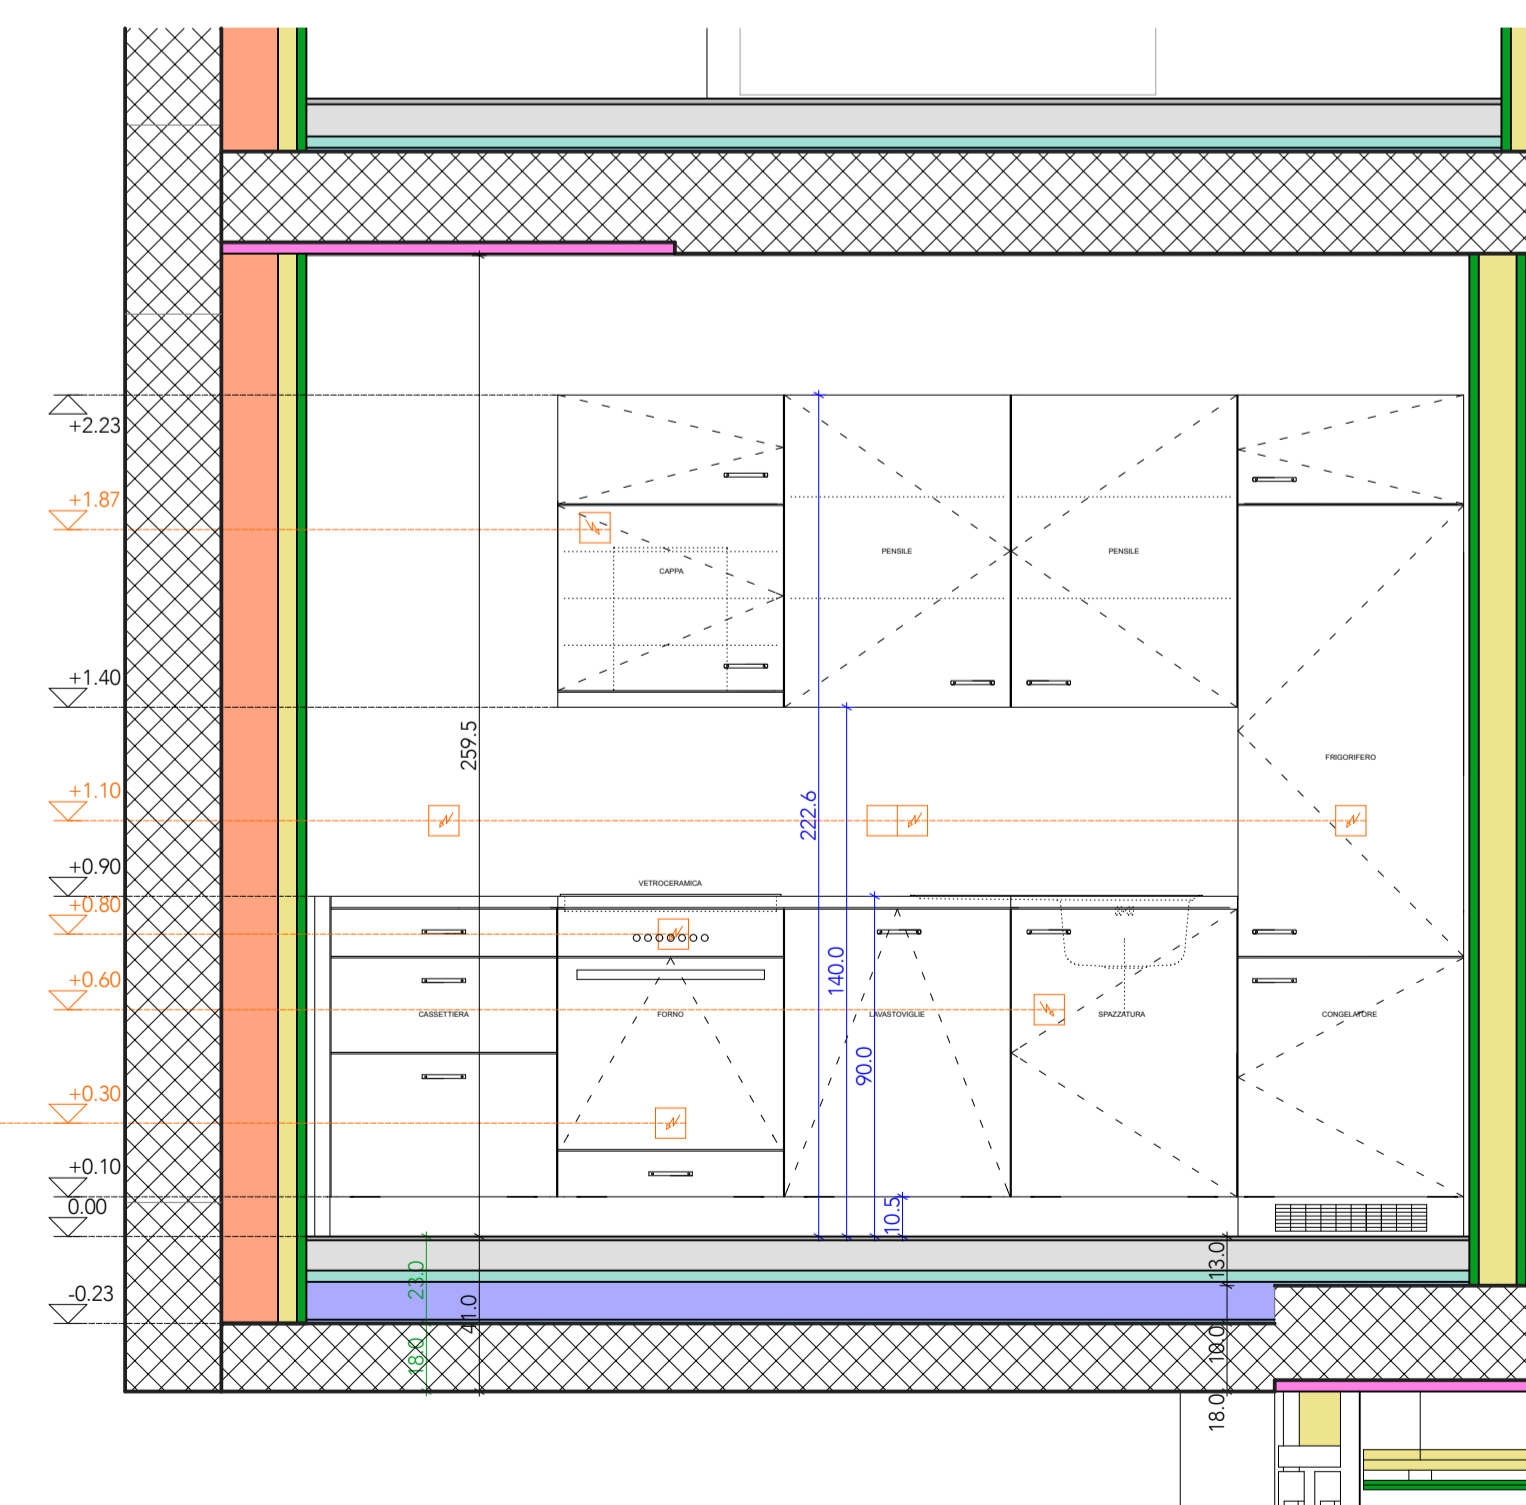 +2.23
+1.87
CAPPA
PENSILE
PENSILE
+1.40
259.5
FRIGORIFERO
+1.10
222.6
+0.90
VETROCERAMICA
+0.80
140.0
+0.60
CASSETTIERA
FORNO
LAVASTOVIGLIE
SPAZZATURA
CONGELATORE
90.0
+0.30
+0.10
0.00
10.5
23.0
13.0
-0.23
41.0
18.0
10.0
18.0